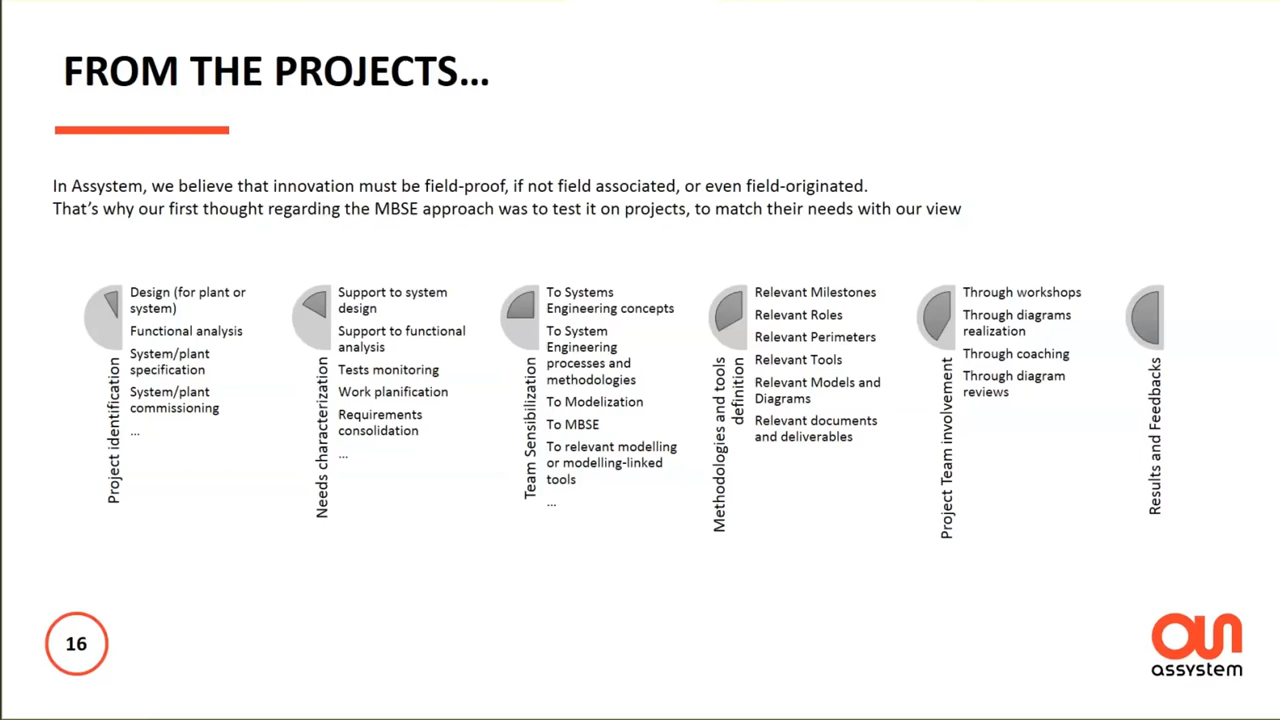 FROM THE PROJECTS…
In Assystem, we believe that innovation must be field-proof, if not field associated, or even field-originated.
That's why our first thought regarding the MBSE approach was to test it on projects, to match their needs with our view
Project identification
Design (for plant or
system)
Functional analysis
System/plant
specification
System/plant
commissioning
…
Needs characterization
Support to system
design
Support to functional
analysis
Tests monitoring
Work planification
Requirements
consolidation
…
Team Sensibilization
To Systems
Engineering concepts
To System
Engineering
processes and
methodologies
To Modelization
To MBSE
To relevant modelling
or modelling-linked
tools
…
Methodologies and tools
definition
Relevant Milestones
Relevant Roles
Relevant Perimeters
Relevant Tools
Relevant Models and
Diagrams
Relevant documents
and deliverables
Project Team involvement
Through workshops
Through diagrams
realization
Through coaching
Through diagram
reviews
Results and Feedbacks
16
assystem